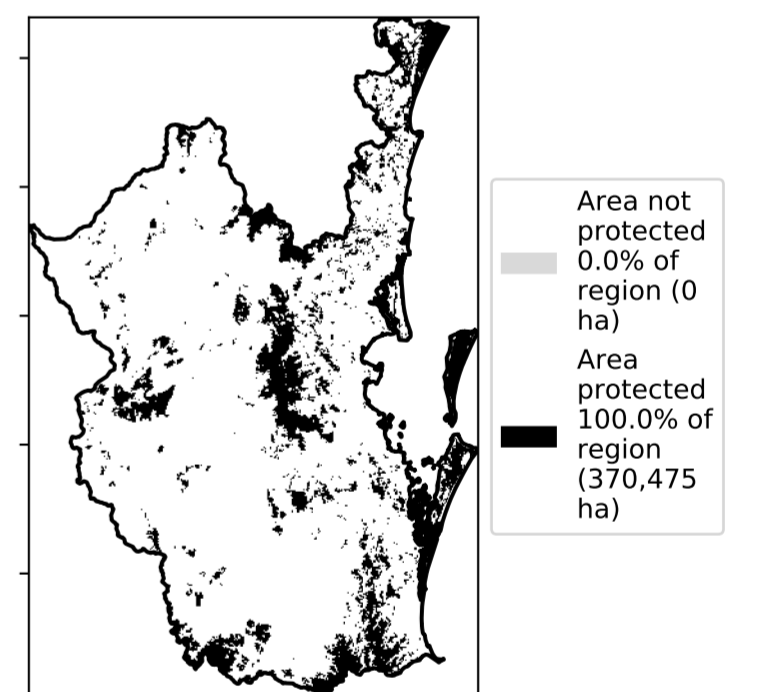 Area not
protected
0.0% of
region (0
ha)
Area
protected
100.0% of
region
(370,475
ha)